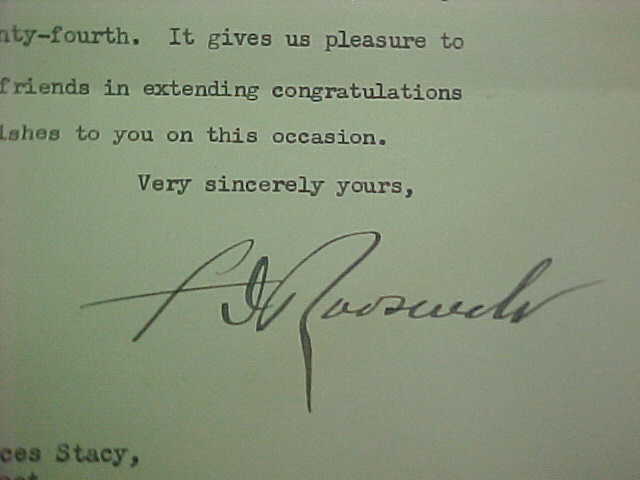 nty-fourth. It gives us pleasure to
friends in extending congratulations
ishes to you on this occasion.
Very sincerely yours,
F D Roosevelt
ces Stacy,